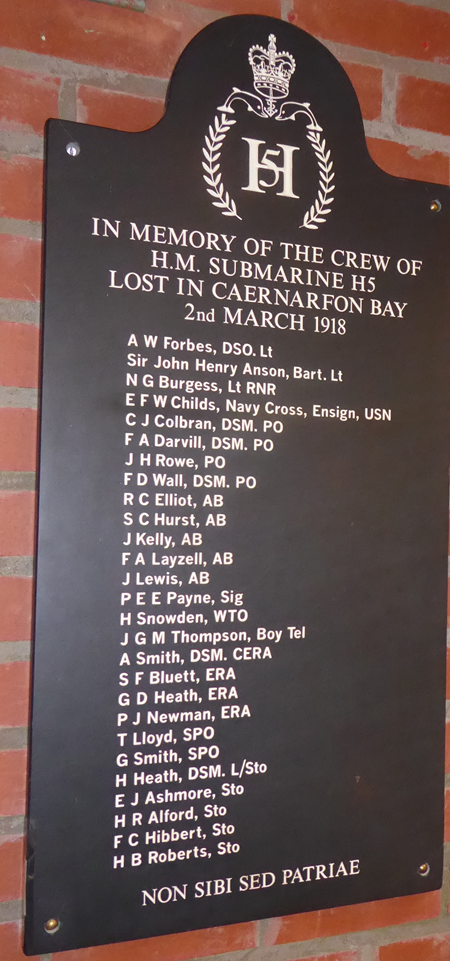 H5
IN MEMORY OF THE CREW OF
H.M. SUBMARINE H5
LOST IN CAERNARFON BAY
2nd MARCH 1918
A W Forbes, DSO. Lt
Sir John Henry Anson, Bart. Lt
N G Burgess, Lt RNR
E F W Childs, Navy Cross, Ensign, USN
C J Colbran, DSM. PO
F A Darvill, DSM. PO
J H Rowe, PO
F D Wall, DSM. PO
R C Elliot, AB
S C Hurst, AB
J Kelly, AB
F A Layzell, AB
J Lewis, AB
P E E Payne, Sig
H Snowden, WTO
J G M Thompson, Boy Tel
A Smith, DSM. CERA
S F Bluett, ERA
G D Heath, ERA
P J Newman, ERA
T Lloyd, SPO
G Smith, SPO
H Heath, DSM. L/Sto
E J Ashmore, Sto
H R Alford, Sto
F C Hibbert, Sto
H B Roberts, Sto
NON SIBI SED PATRIAE